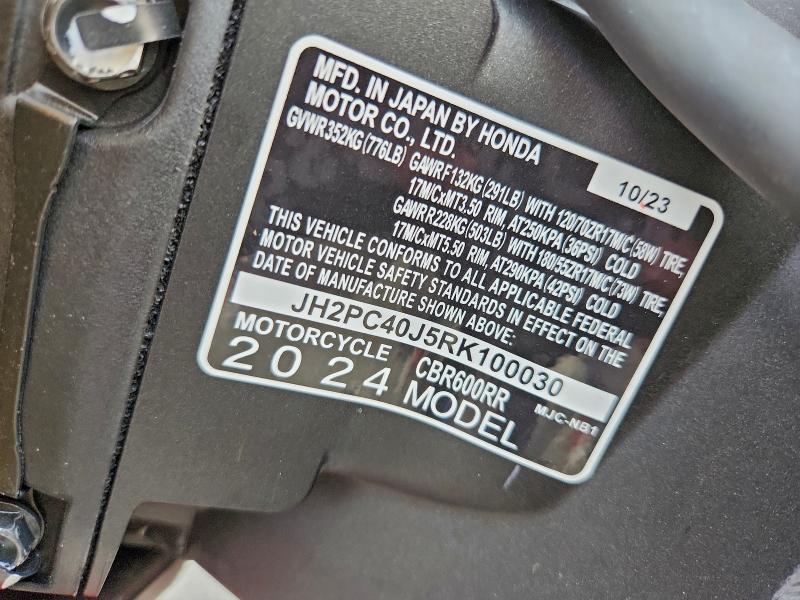 MFD. IN JAPAN BY HONDA
MOTOR CO., LTD.
10/23
GVWR352KG(776LB) GAWRF132KG(291LB) WITH 120/70ZR17M/C(58W) TIRE,
17M/CxMT3.50 RIM, AT250KPA(36PSI) COLD
GAWRR228KG(503LB)WITH180/55ZR17M/C(73W)TIRE,
17M/CxMT5.50 RIM, AT290KPA(42PSI) COLD
THIS VEHICLE CONFORMS TO ALL APPLICABLE FEDERAL
MOTOR VEHICLE SAFETY STANDARDS IN EFFECT ON THE
DATE OF MANUFACTURE SHOWN ABOVE:
JH2PC40J5RK100030
MOTORCYCLE CBR600RR MJC-NB1
2024 MODEL